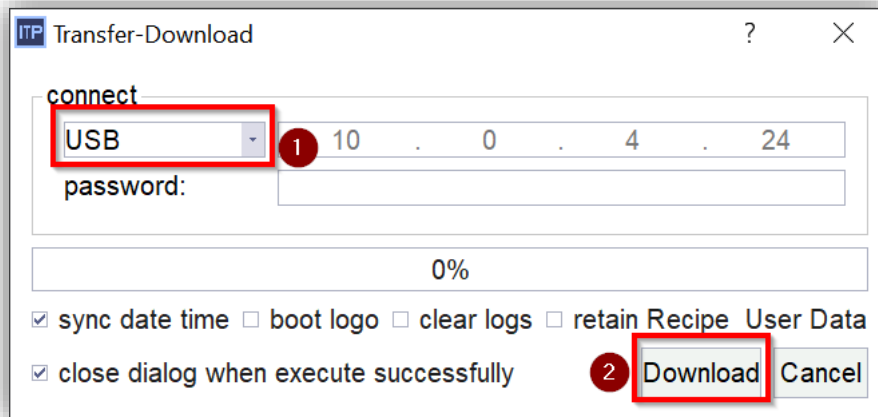 ITP Transfer-Download ?
connect
USB 1 10 . 0 . 4 . 24
password:
0%
sync date time boot logo clear logs retain Recipe User Data
close dialog when execute successfully 2 Download Cancel